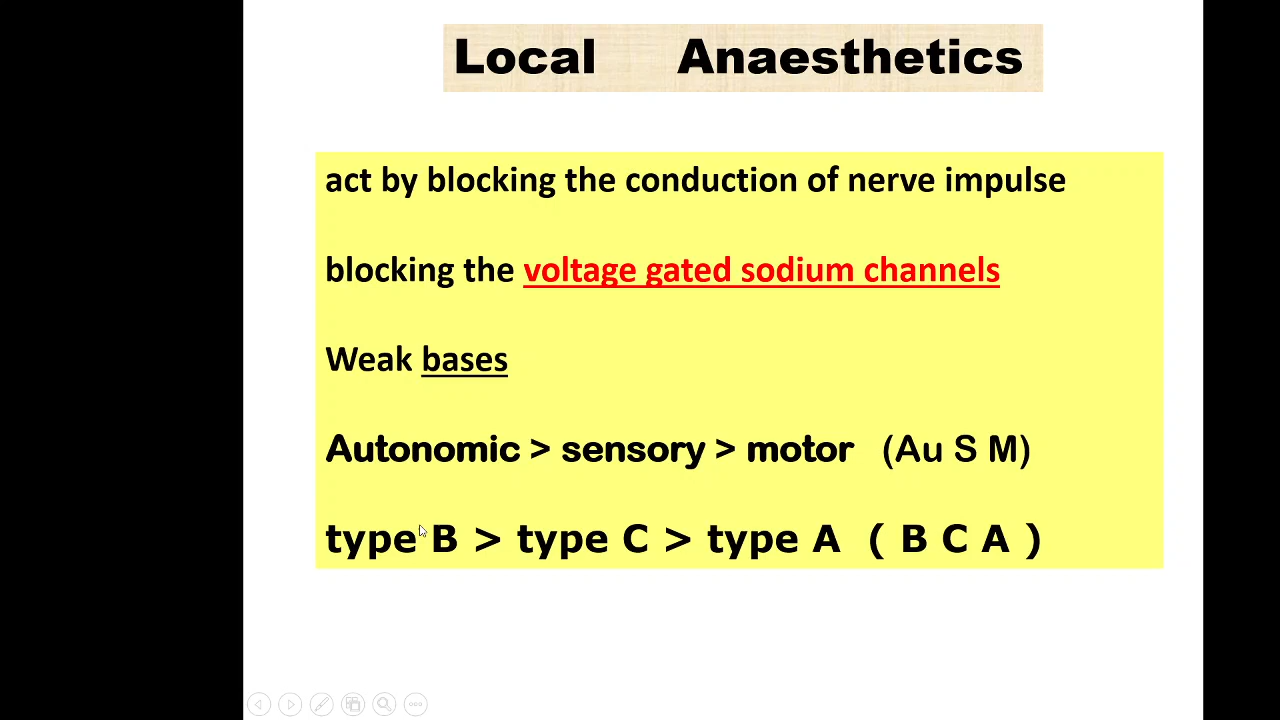 Local Anaesthetics
act by blocking the conduction of nerve impulse
blocking the voltage gated sodium channels
Weak bases
Autonomic > sensory > motor (Au S M)
type B > type C > type A ( B C A )